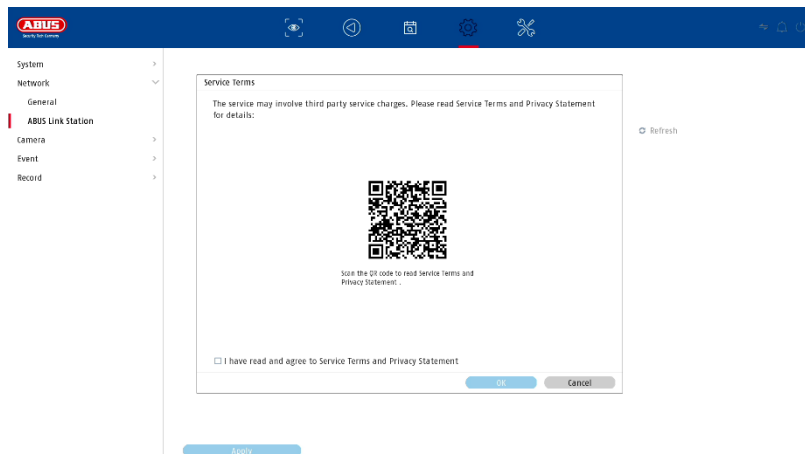 ABUS
Security Tech Germany
System
Network
General
ABUS Link Station
Camera
Event
Record
Service Terms
The service may involve third party service charges. Please read Service Terms and Privacy Statement
for details:
Refresh
Scan the QR code to read Service Terms and
Privacy Statement .
I have read and agree to Service Terms and Privacy Statement
OK
Cancel
Apply